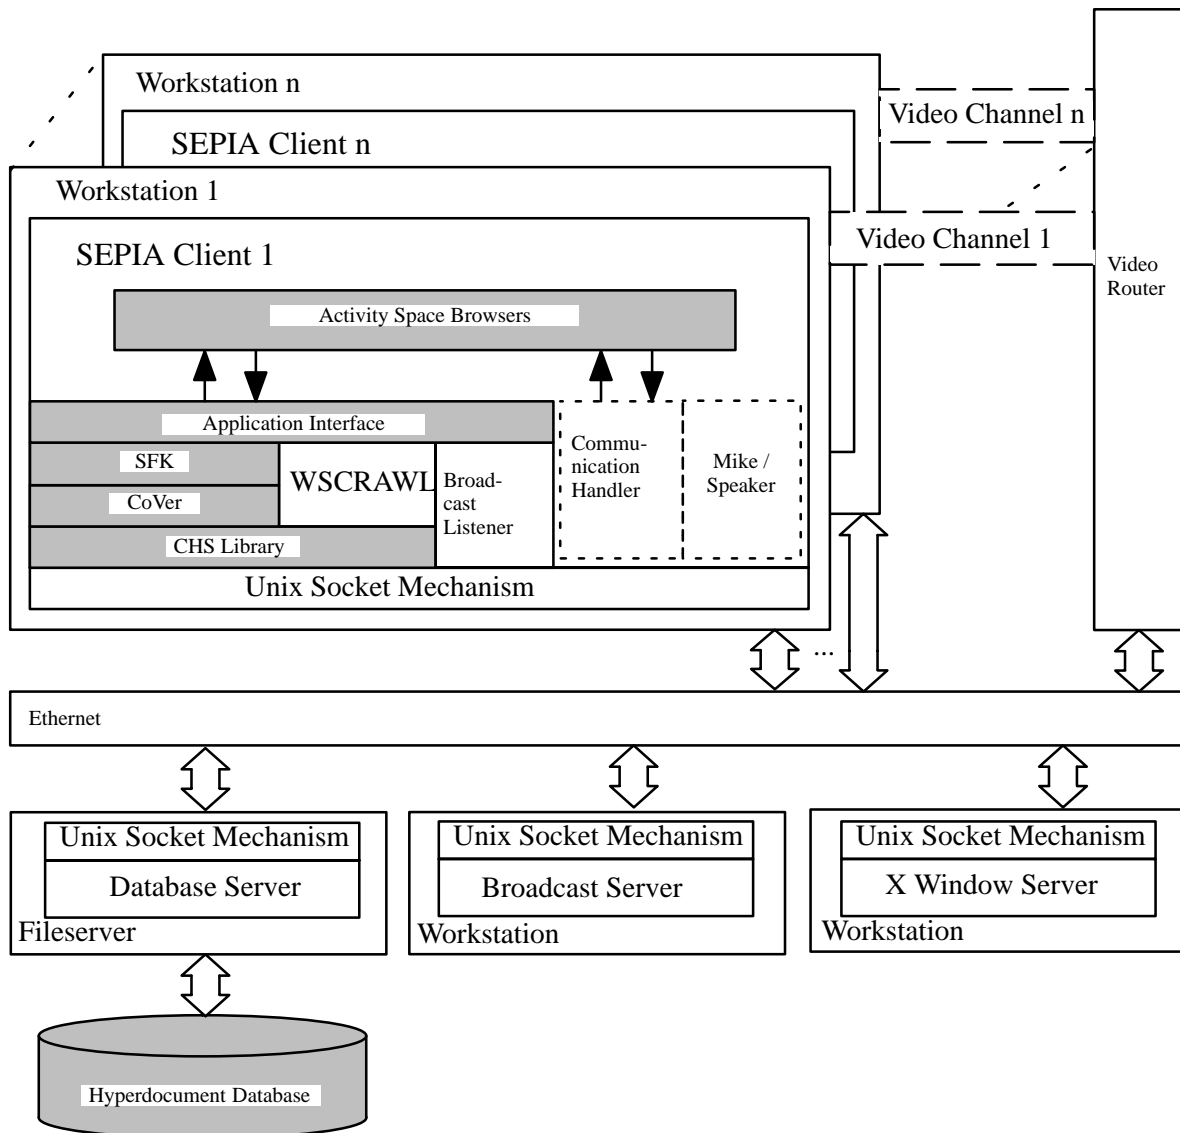 Workstation n
Video Channel n
SEPIA Client n
Workstation 1
Video Channel 1
SEPIA Client 1
Video
Router
Activity Space Browsers
Application Interface
SFK
CoVer
WSCRAWL
Broad-
cast
Listener
Commu-
nication
Handler
Mike /
Speaker
CHS Library
Unix Socket Mechanism
...
Ethernet
Unix Socket Mechanism
Database Server
Fileserver
Unix Socket Mechanism
Broadcast Server
Workstation
Unix Socket Mechanism
X Window Server
Workstation
Hyperdocument Database